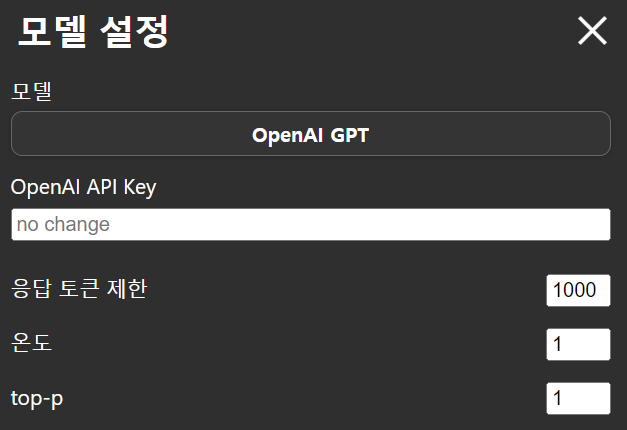 모델 설정
모델
OpenAI GPT
OpenAI API Key
no change
응답 토큰 제한 1000
온도 1
top-p 1